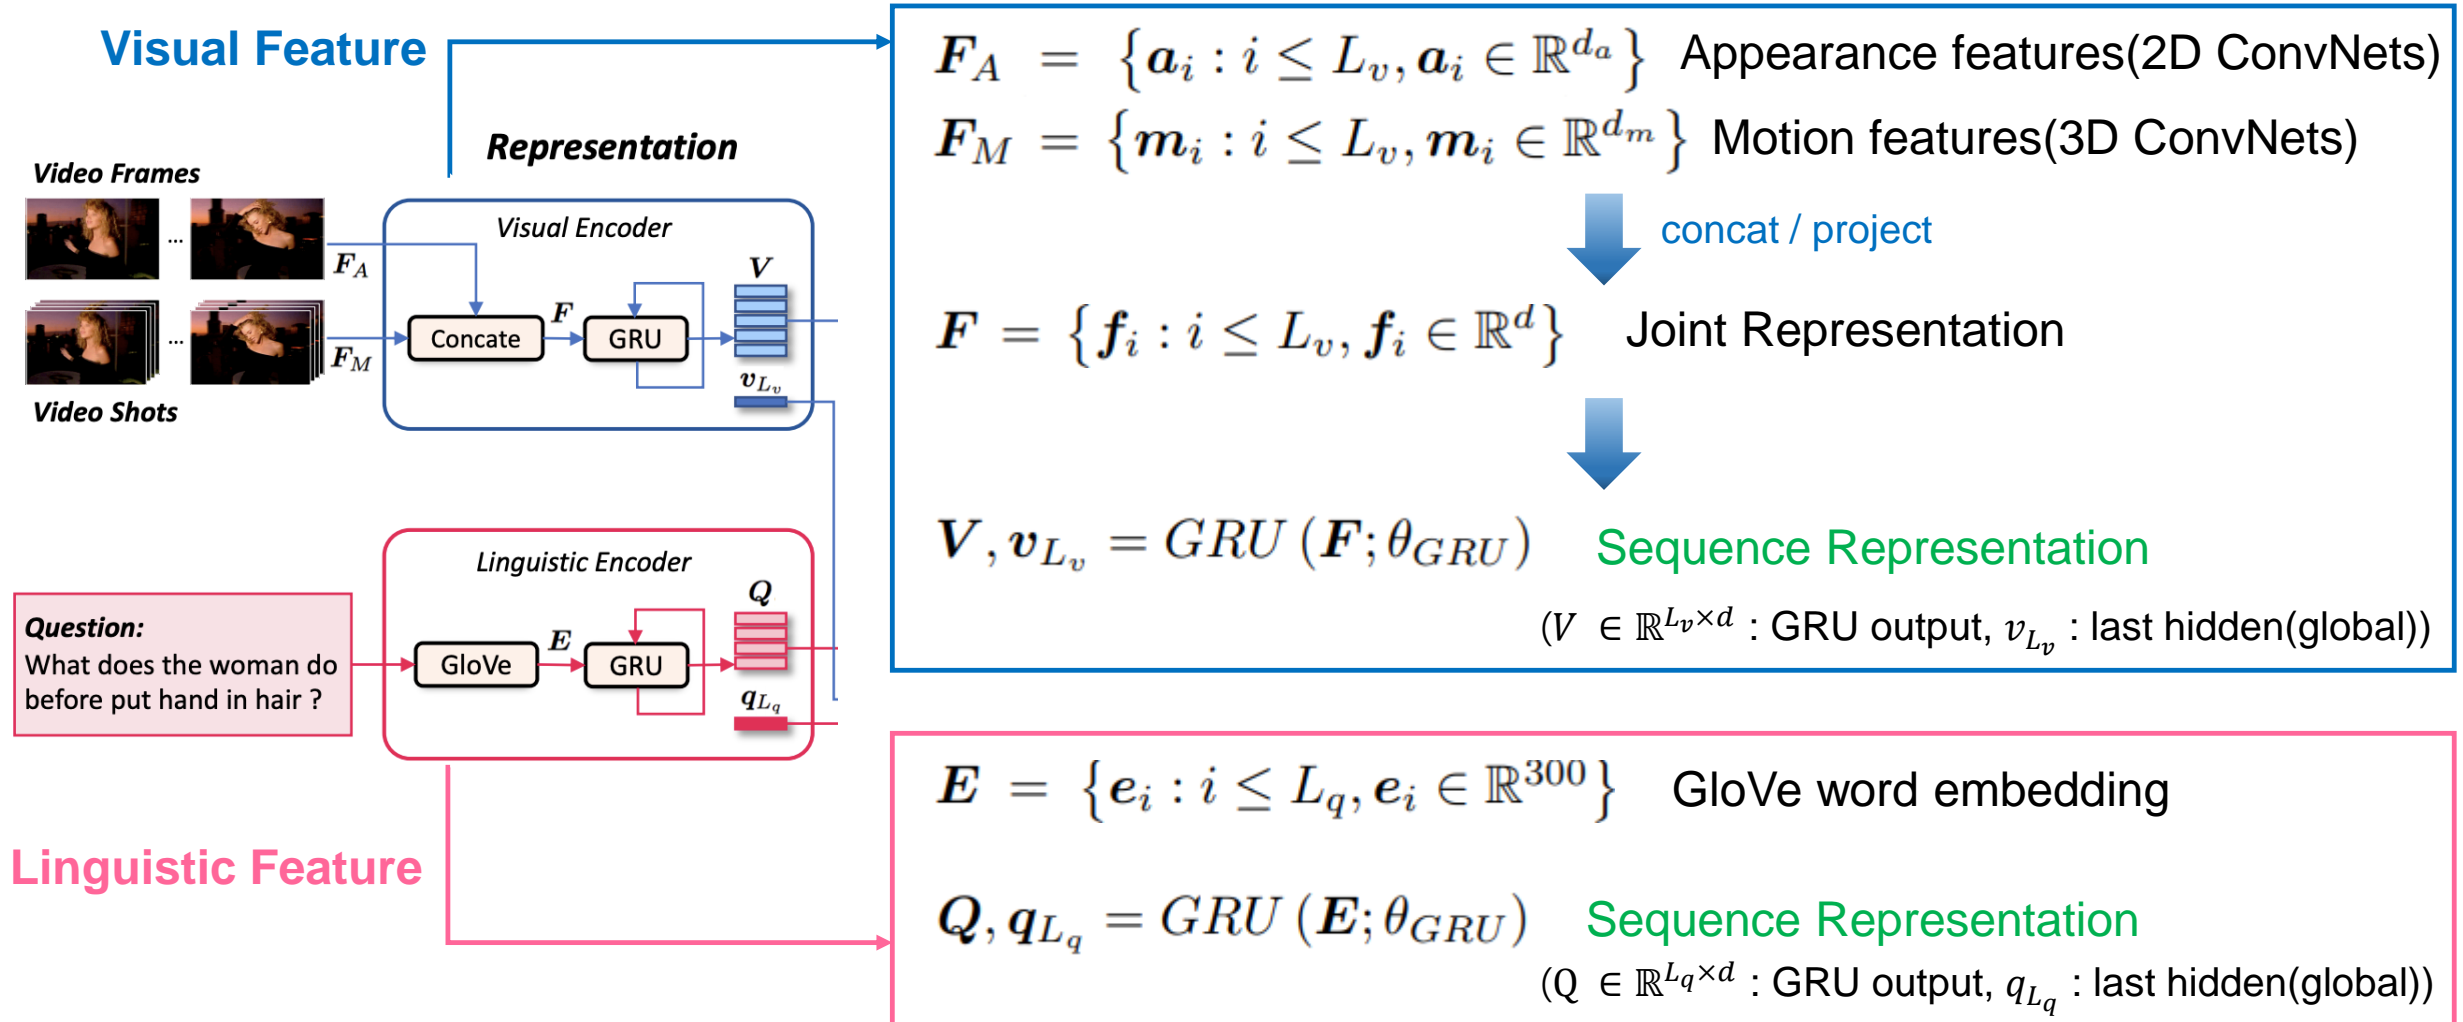 Visual Feature
Representation
Video Frames
...
F_A
...
F_M
Video Shots
Visual Encoder
Concate
F
GRU
V
v_{L_v}
Linguistic Encoder
Question:
What does the woman do
before put hand in hair ?
GloVe
E
GRU
Q
q_{L_q}
Linguistic Feature
F_A = {a_i : i ≤ L_v, a_i ∈ ℝ^{d_a}} Appearance features(2D ConvNets)
F_M = {m_i : i ≤ L_v, m_i ∈ ℝ^{d_m}} Motion features(3D ConvNets)
concat / project
F = {f_i : i ≤ L_v, f_i ∈ ℝ^d} Joint Representation
V, v_{L_v} = GRU (F; θ_{GRU}) Sequence Representation
(V ∈ ℝ^{L_v×d} : GRU output, v_{L_v} : last hidden(global))
E = {e_i : i ≤ L_q, e_i ∈ ℝ^{300}} GloVe word embedding
Q, q_{L_q} = GRU (E; θ_{GRU}) Sequence Representation
(Q ∈ ℝ^{L_q×d} : GRU output, q_{L_q} : last hidden(global))